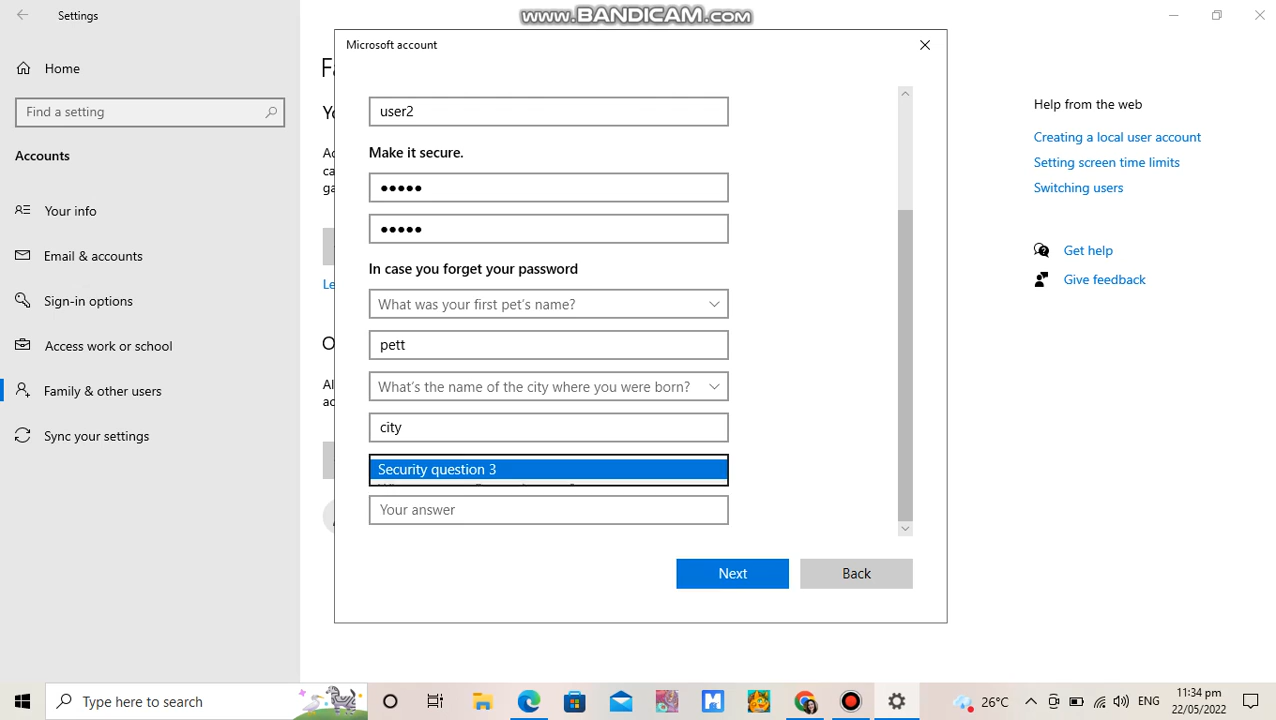 www.BANDICAM.com
Settings
Microsoft account
Home
Find a setting
Accounts
Your info
Email & accounts
Sign-in options
Access work or school
Family & other users
Sync your settings
user2
Make it secure.
In case you forget your password
What was your first pet's name?
pett
What's the name of the city where you were born?
city
Security question 3
Your answer
Next
Back
Help from the web
Creating a local user account
Setting screen time limits
Switching users
Get help
Give feedback
Type here to search
26°C
ENG
11:34 pm
22/05/2022